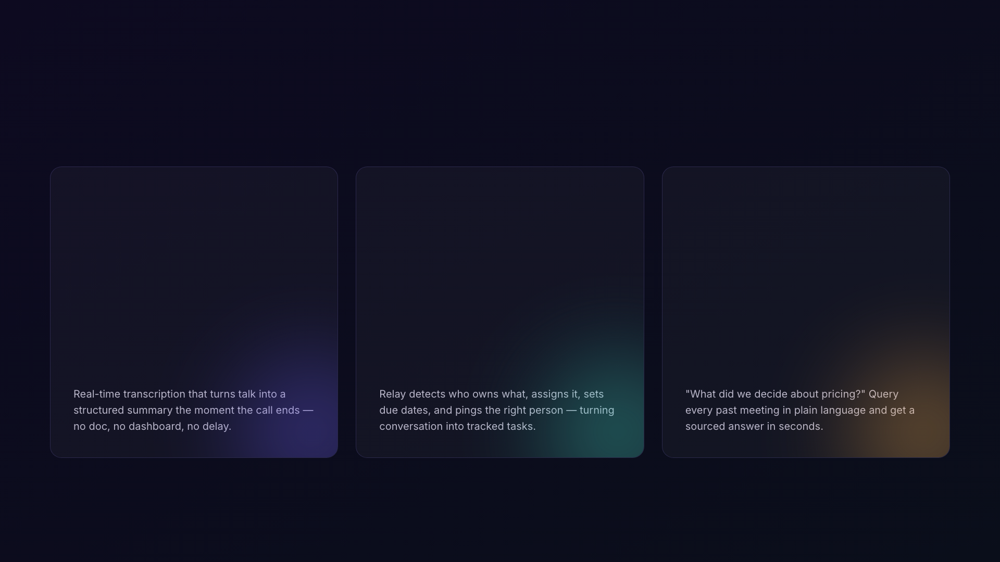 Real-time transcription that turns talk into a
structured summary the moment the call ends —
no doc, no dashboard, no delay.
Relay detects who owns what, assigns it, sets
due dates, and pings the right person — turning
conversation into tracked tasks.
"What did we decide about pricing?" Query
every past meeting in plain language and get a
sourced answer in seconds.